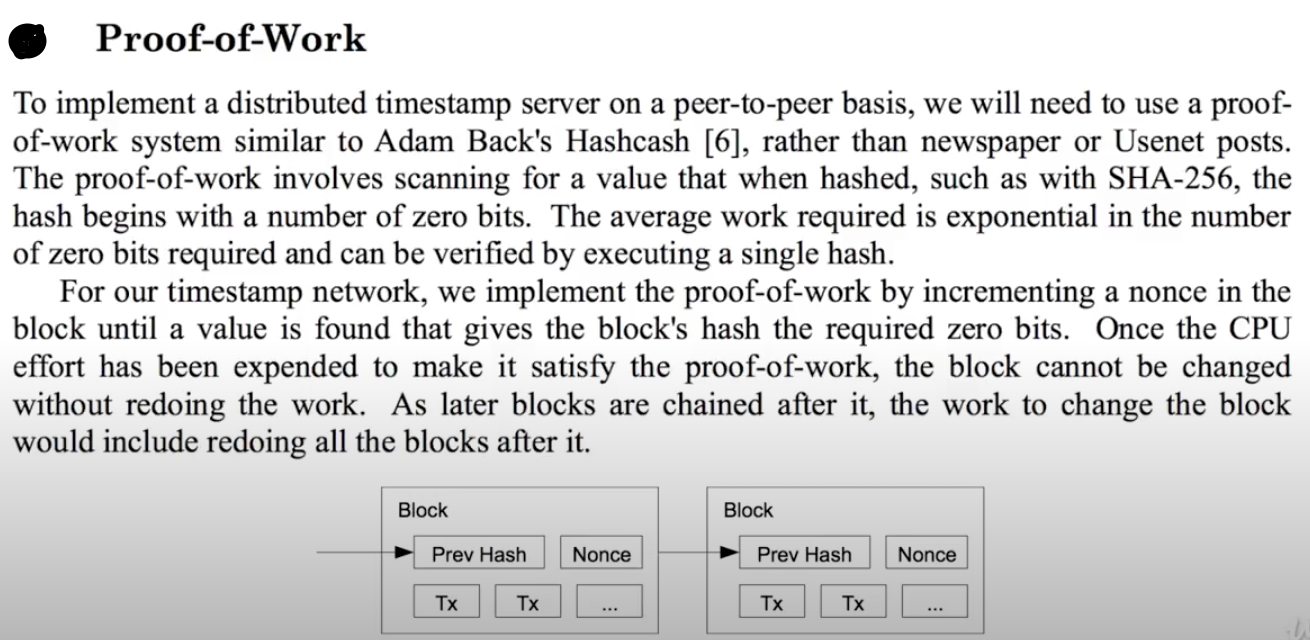 Proof-of-Work
To implement a distributed timestamp server on a peer-to-peer basis, we will need to use a proof-
of-work system similar to Adam Back's Hashcash [6], rather than newspaper or Usenet posts.
The proof-of-work involves scanning for a value that when hashed, such as with SHA-256, the
hash begins with a number of zero bits. The average work required is exponential in the number
of zero bits required and can be verified by executing a single hash.
For our timestamp network, we implement the proof-of-work by incrementing a nonce in the
block until a value is found that gives the block's hash the required zero bits. Once the CPU
effort has been expended to make it satisfy the proof-of-work, the block cannot be changed
without redoing the work. As later blocks are chained after it, the work to change the block
would include redoing all the blocks after it.
Block
Prev Hash Nonce
Tx Tx ...
Block
Prev Hash Nonce
Tx Tx ...